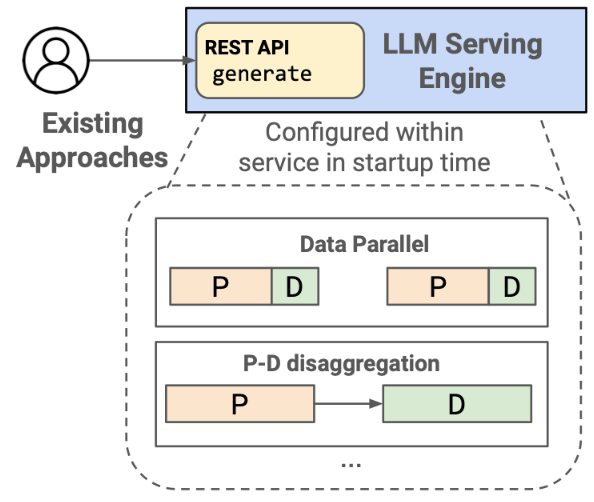 REST API
generate
LLM Serving
Engine
Existing
Approaches
Configured within
service in startup time
Data Parallel
P D P D
P-D disaggregation
P D
...